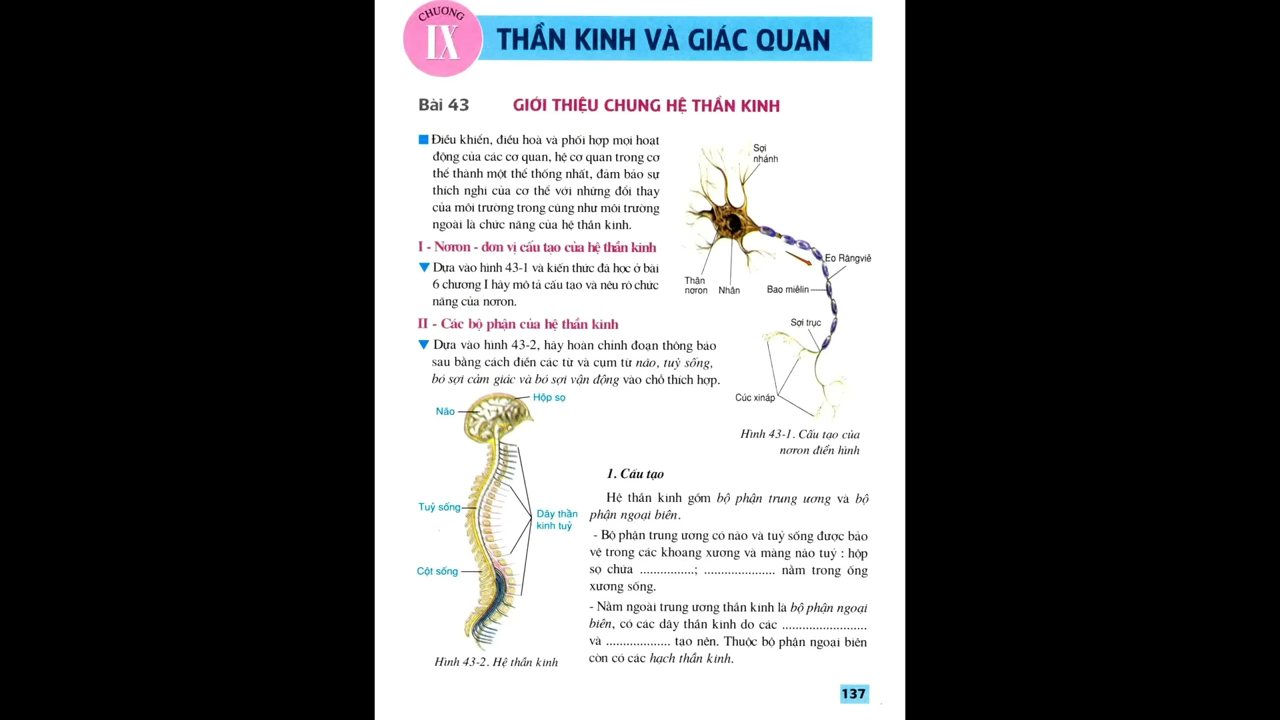 CHƯƠNG
IX
THẦN KINH VÀ GIÁC QUAN
Bài 43 GIỚI THIỆU CHUNG HỆ THẦN KINH
Điều khiển, điều hoà và phối hợp mọi hoạt
động của các cơ quan, hệ cơ quan trong cơ
thể thành một thể thống nhất, đảm bảo sự
thích nghi của cơ thể với những đổi thay
của môi trường trong cũng như môi trường
ngoài là chức năng của hệ thần kinh.
I - Nơron - đơn vị cấu tạo của hệ thần kinh
Dựa vào hình 43-1 và kiến thức đã học ở bài
6 chương I hãy mô tả cấu tạo và nêu rõ chức
năng của nơron.
II - Các bộ phận của hệ thần kinh
Dựa vào hình 43-2, hãy hoàn chỉnh đoạn thông báo
sau bằng cách điền các từ và cụm từ não, tuỷ sống,
bó sợi cảm giác và bó sợi vận động vào chỗ thích hợp.
Sợi
nhánh
Eo Răngviê
Thân
nơron
Nhân
Bao miêlin
Sợi trục
Cúc xináp
Hình 43-1. Cấu tạo của
nơron điển hình
Hộp sọ
Não
Tuỷ sống
Dây thần
kinh tuỷ
Cột sống
Hình 43-2. Hệ thần kinh
1. Cấu tạo
Hệ thần kinh gồm bộ phận trung ương và bộ
phận ngoại biên.
- Bộ phận trung ương có não và tuỷ sống được bảo
vệ trong các khoang xương và màng não tuỷ : hộp
sọ chứa ................; ..................... nằm trong ống
xương sống.
- Nằm ngoài trung ương thần kinh là bộ phận ngoại
biên, có các dây thần kinh do các .........................
và ................... tạo nên. Thuộc bộ phận ngoại biên
còn có các hạch thần kinh.
137